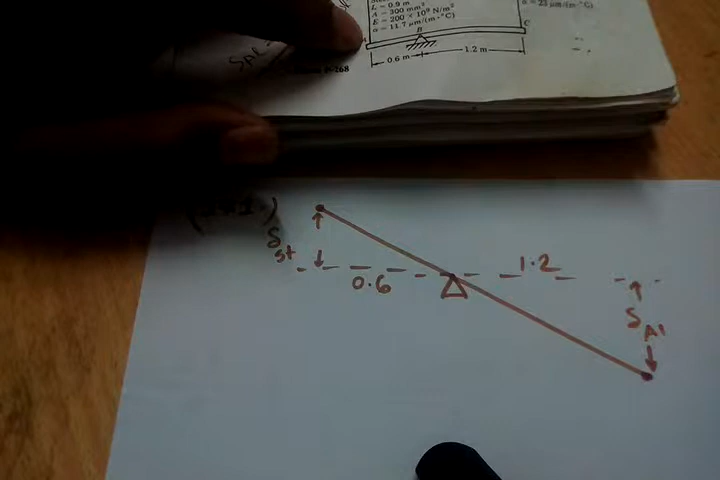 L = 0.9 m
A = 300 mm²
E = 200 × 10⁹ N/m²
α = 11.7 μm/(m·°C)
α = 23 μm/(m·°C)
B
C
0.6 m
1.2 m
P-268
δst
0.6
1.2
δAl